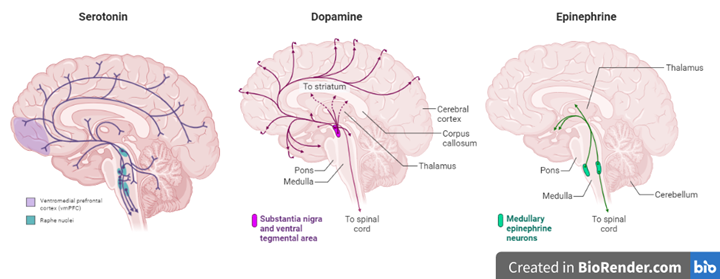 Serotonin
Ventromedial prefrontal
cortex (vmPFC)
Raphe nuclei
Dopamine
To striatum
Cerebral
cortex
Corpus
callosum
Thalamus
Pons
Medulla
Substantia nigra
and ventral
tegmental area
To spinal
cord
Epinephrine
Thalamus
Pons
Medulla
Cerebellum
Medullary
epinephrine
neurons
To spinal
cord
Created in BioRender.com
bio